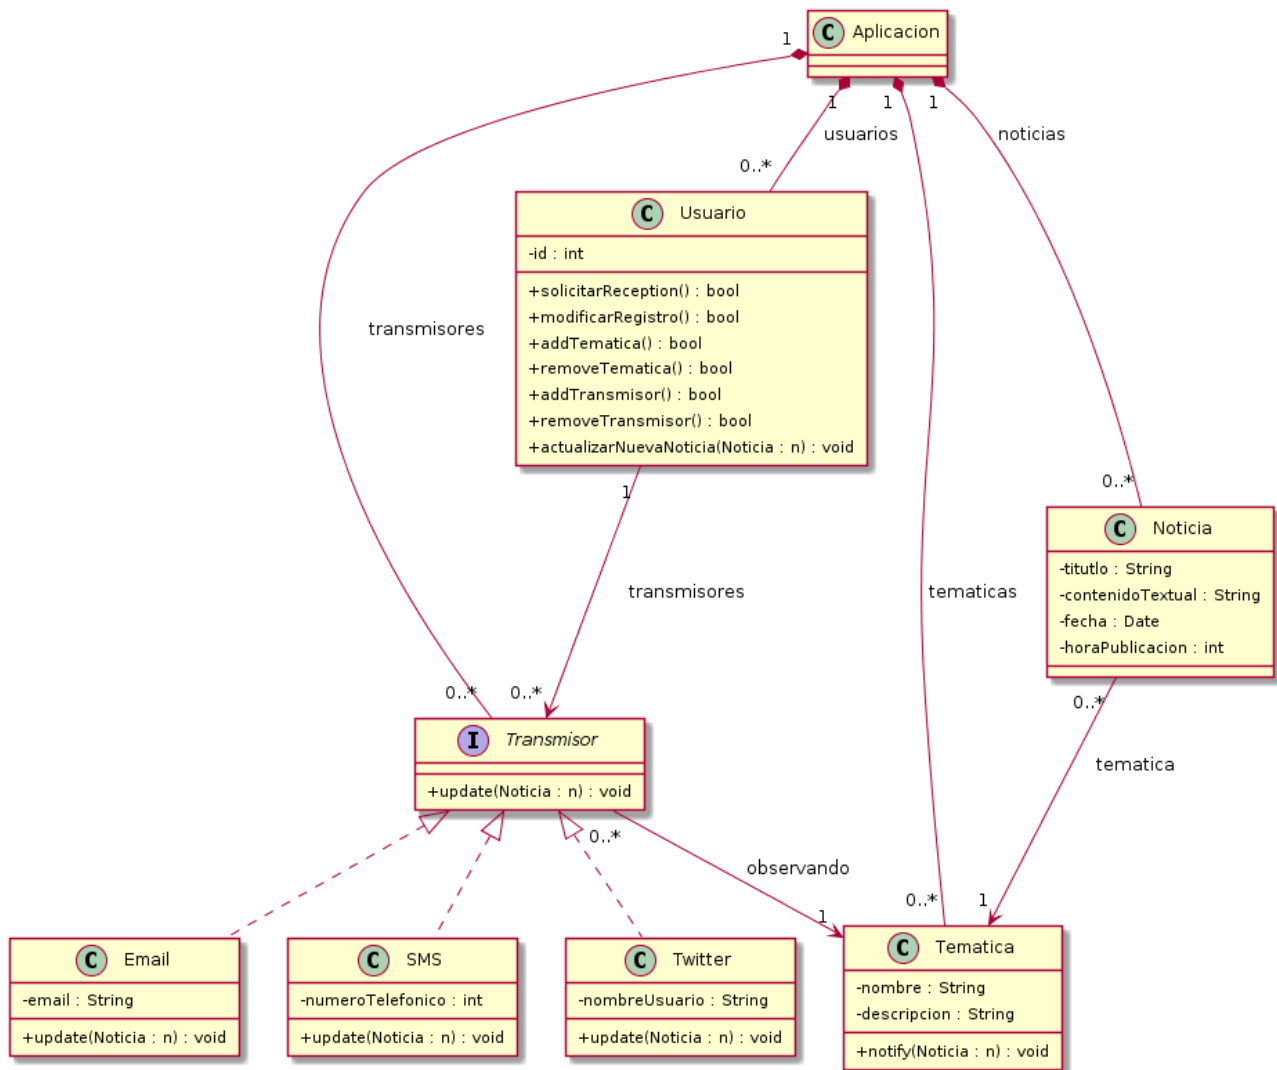 C Aplicacion
1
1
1
1
usuarios
noticias
0..*
C Usuario
-id : int
+solicitarReception() : bool
+modificarRegistro() : bool
+addTematica() : bool
+removeTematica() : bool
+addTransmisor() : bool
+removeTransmisor() : bool
+actualizarNuevaNoticia(Noticia : n) : void
transmisores
0..*
1
C Noticia
-titutlo : String
-contenidoTextual : String
-fecha : Date
-horaPublicacion : int
transmisores
tematicas
0..*
0..*
0..*
I Transmisor
+update(Noticia : n) : void
tematica
0..*
observando
0..*
1
1
C Email
-email : String
+update(Noticia : n) : void
C SMS
-numeroTelefonico : int
+update(Noticia : n) : void
C Twitter
-nombreUsuario : String
+update(Noticia : n) : void
C Tematica
-nombre : String
-descripcion : String
+notify(Noticia : n) : void